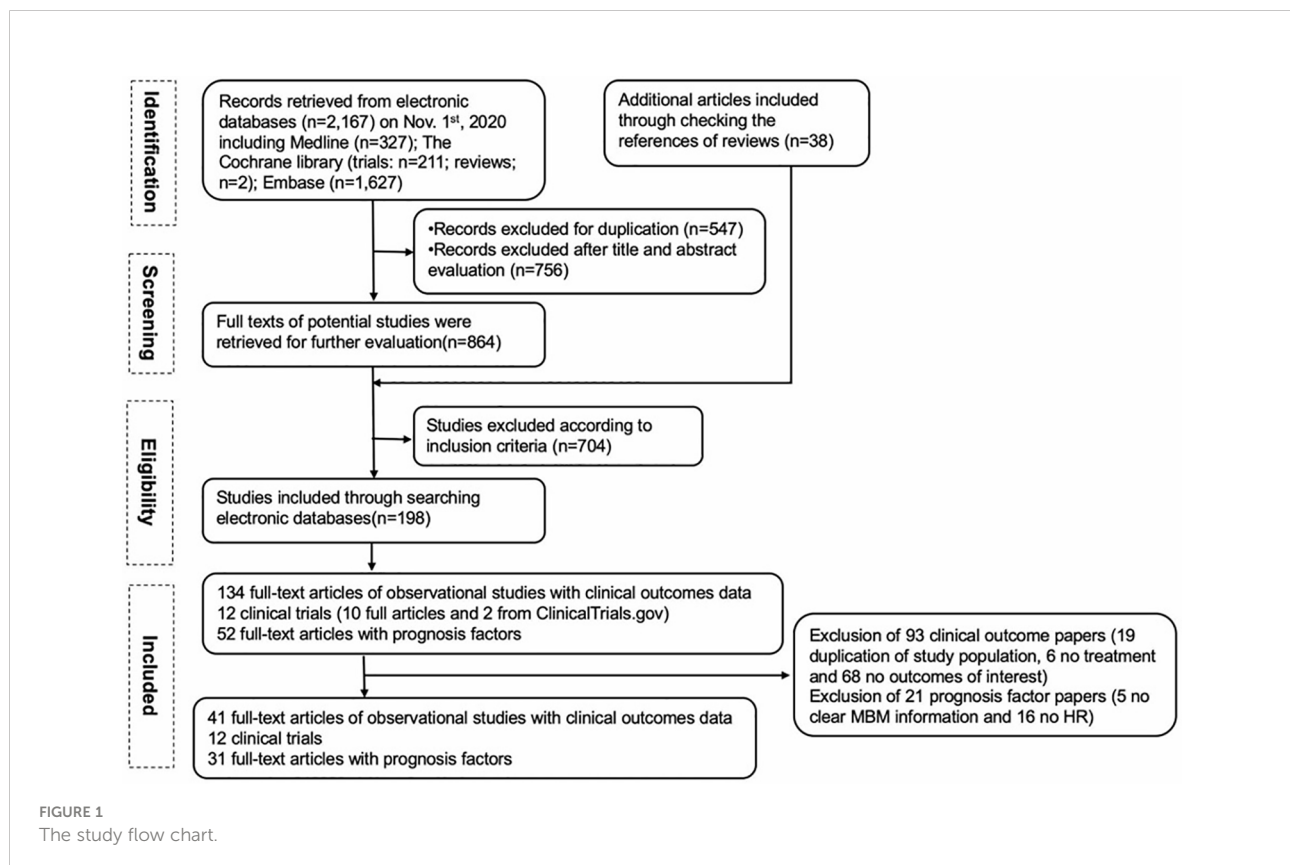 Identification
Records retrieved from electronic
databases (n=2,167) on Nov. 1st, 2020
including Medline (n=327); The
Cochrane library (trials: n=211; reviews;
n=2); Embase (n=1,627)
Additional articles included
through checking the
references of reviews (n=38)
•Records excluded for duplication (n=547)
•Records excluded after title and abstract
evaluation (n=756)
Screening
Full texts of potential studies were
retrieved for further evaluation(n=864)
Eligibility
Studies excluded according to
inclusion criteria (n=704)
Studies included through searching
electronic databases(n=198)
Included
134 full-text articles of observational studies with clinical outcomes data
12 clinical trials (10 full articles and 2 from ClinicalTrials.gov)
52 full-text articles with prognosis factors
Exclusion of 93 clinical outcome papers (19
duplication of study population, 6 no treatment
and 68 no outcomes of interest)
Exclusion of 21 prognosis factor papers (5 no
clear MBM information and 16 no HR)
41 full-text articles of observational studies with clinical outcomes data
12 clinical trials
31 full-text articles with prognosis factors
FIGURE 1
The study flow chart.